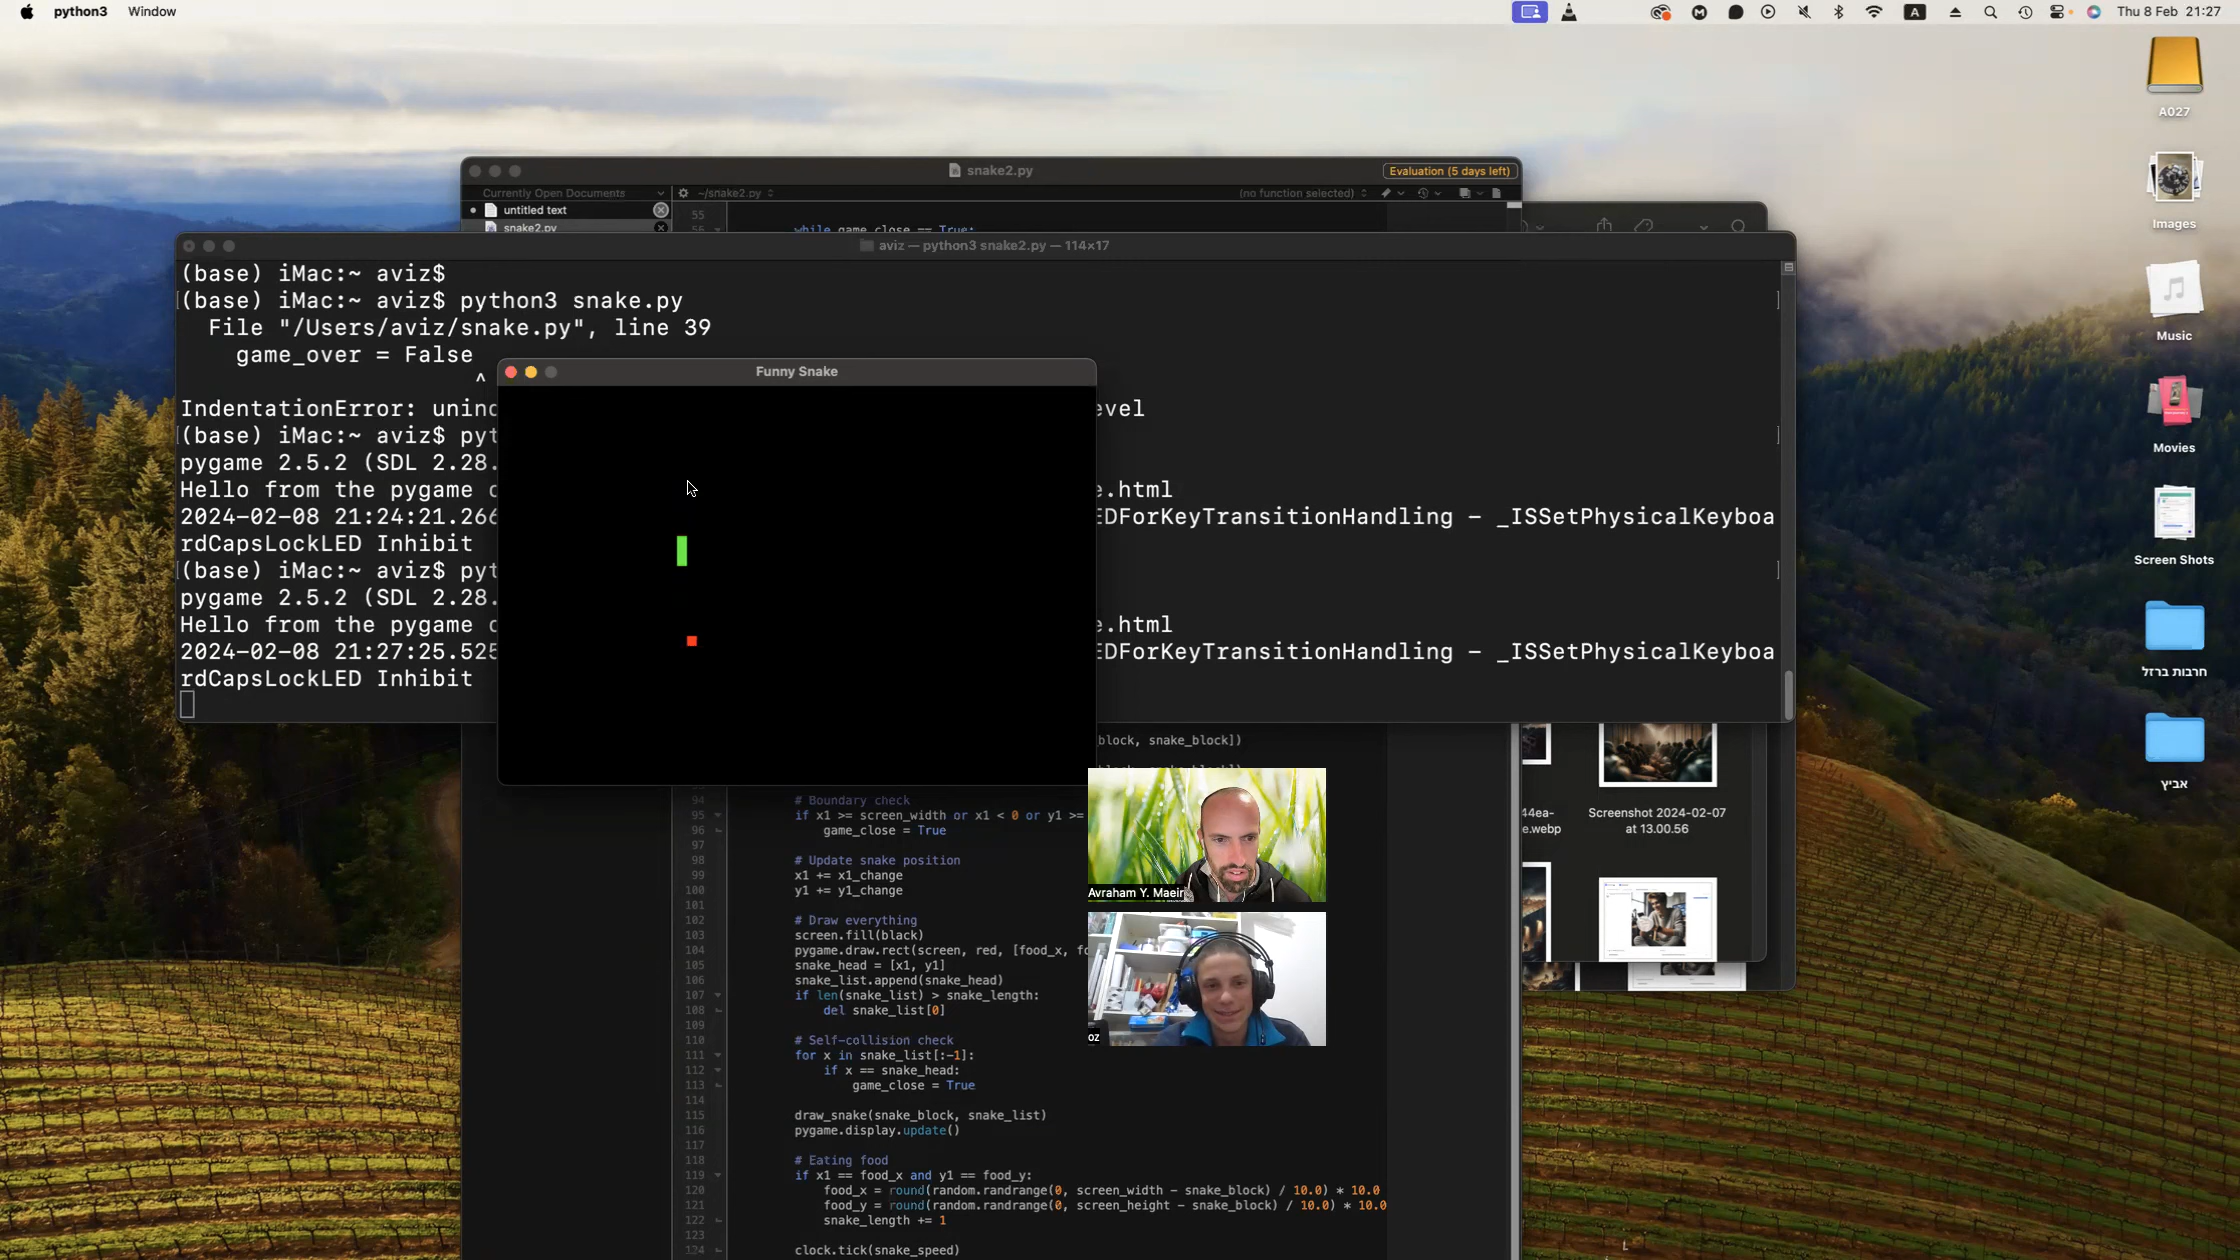 python3 Window
A
Thu 8 Feb 21:27
A027
Images
Music
Movies
Screen Shots
חרבות ברזל
אביץ
snake2.py
Evaluation (5 days left)
Currently Open Documents
~/snake2.py
(no function selected)
untitled text
snake2.py
55
56 while game_close == True:
aviz — python3 snake2.py — 114×17
(base) iMac:~ aviz$
(base) iMac:~ aviz$ python3 snake.py
File "/Users/aviz/snake.py", line 39
game_over = False
^
IndentationError: unind evel
(base) iMac:~ aviz$ pyt
pygame 2.5.2 (SDL 2.28.
Hello from the pygame c e.html
2024-02-08 21:24:21.266 EDForKeyTransitionHandling - _ISSetPhysicalKeyboa
rdCapsLockLED Inhibit
(base) iMac:~ aviz$ pyt
pygame 2.5.2 (SDL 2.28.
Hello from the pygame c e.html
2024-02-08 21:27:25.525 EDForKeyTransitionHandling - _ISSetPhysicalKeyboa
rdCapsLockLED Inhibit
Funny Snake
block, snake_block])
94 # Boundary check
95 if x1 >= screen_width or x1 < 0 or y1 >=
96 game_close = True
97
98 # Update snake position
99 x1 += x1_change
100 y1 += y1_change
101
102 # Draw everything
103 screen.fill(black)
104 pygame.draw.rect(screen, red, [food_x, fo
105 snake_head = [x1, y1]
106 snake_list.append(snake_head)
107 if len(snake_list) > snake_length:
108 del snake_list[0]
109
110 # Self-collision check
111 for x in snake_list[:-1]:
112 if x == snake_head:
113 game_close = True
114
115 draw_snake(snake_block, snake_list)
116 pygame.display.update()
117
118 # Eating food
119 if x1 == food_x and y1 == food_y:
120 food_x = round(random.randrange(0, screen_width - snake_block) / 10.0) * 10.0
121 food_y = round(random.randrange(0, screen_height - snake_block) / 10.0) * 10.0
122 snake_length += 1
123
124 clock.tick(snake_speed)
Avraham Y. Maeir
oz
44ea-
e.webp
Screenshot 2024-02-07
at 13.00.56